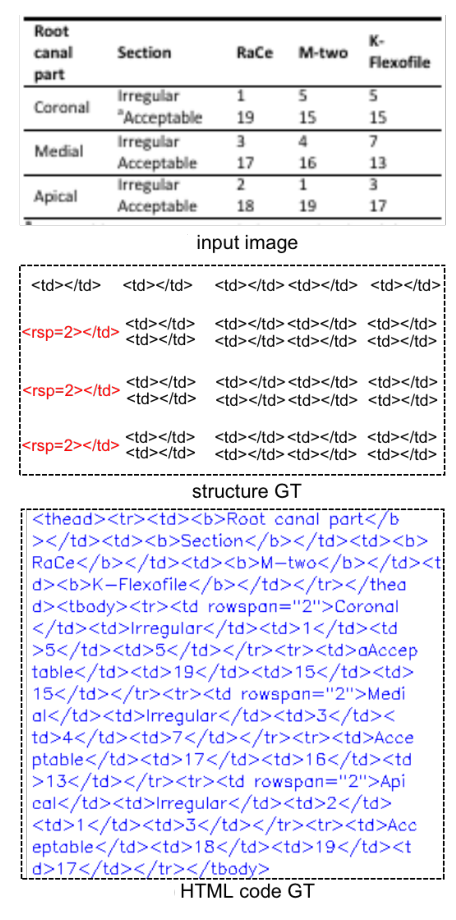 Root
canal
part Section RaCe M-two K-
Flexofile
Coronal Irregular 1 5 5
aAcceptable 19 15 15
Medial Irregular 3 4 7
Acceptable 17 16 13
Apical Irregular 2 1 3
Acceptable 18 19 17
input image
<td></td> <td></td> <td></td> <td></td> <td></td>
<rsp=2></td> <td></td> <td></td> <td></td> <td></td>
<td></td> <td></td> <td></td> <td></td>
<rsp=2></td> <td></td> <td></td> <td></td> <td></td>
<td></td> <td></td> <td></td> <td></td>
<rsp=2></td> <td></td> <td></td> <td></td> <td></td>
<td></td> <td></td> <td></td> <td></td>
structure GT
<thead><tr><td><b>Root canal part</b
></td><td><b>Section</b></td><td><b>
RaCe</b></td><td><b>M-two</b></td><t
d><b>K-Flexofile</b></td></tr></thea
d><tbody><tr><td rowspan="2">Coronal
</td><td>Irregular</td><td>1</td><td
>5</td><td>5</td></tr><tr><td>aAccep
table</td><td>19</td><td>15</td><td>
15</td></tr><tr><td rowspan="2">Medi
al</td><td>Irregular</td><td>3</td><
td>4</td><td>7</td></tr><tr><td>Acce
ptable</td><td>17</td><td>16</td><td
>13</td></tr><tr><td rowspan="2">Api
cal</td><td>Irregular</td><td>2</td>
<td>1</td><td>3</td></tr><tr><td>Acc
eptable</td><td>18</td><td>19</td><t
d>17</td></tr></tbody>
HTML code GT